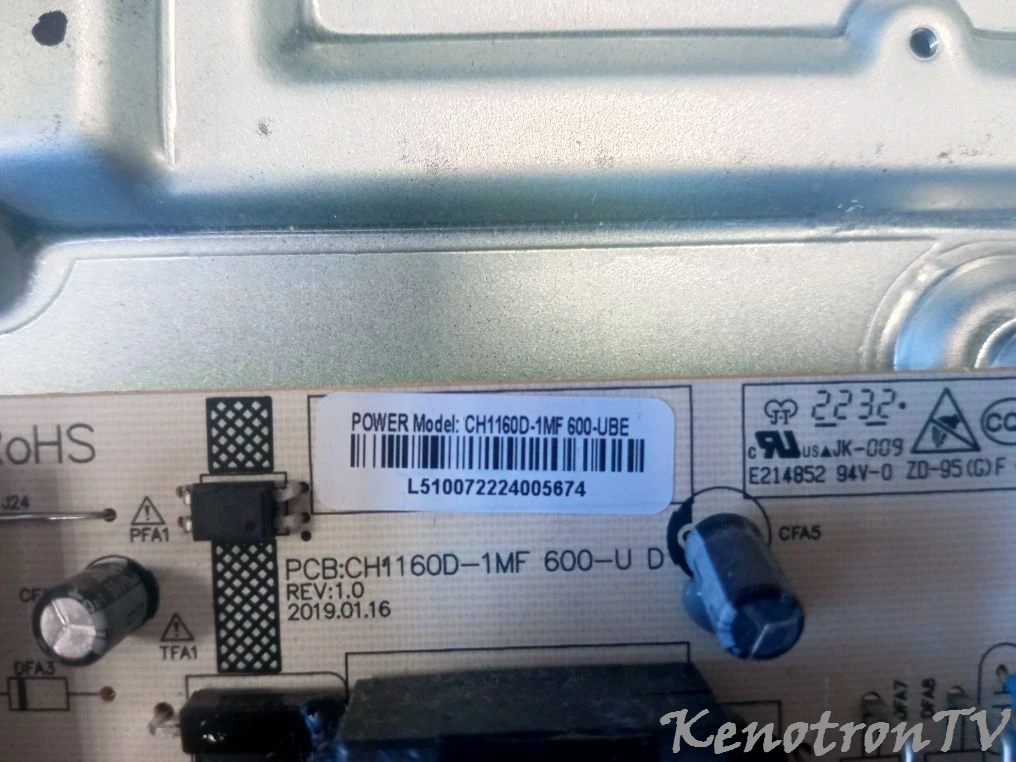 POWER Model: CH1160D-1MF 600-UBE
L510072224005674
RoHS
2232
c US JK-009
E214852 94V-0 ZD-95(G)F
J24
PFA1
CFA5
PCB:CH1160D-1MF 600-U D
REV:1.0
2019.01.16
TFA1
DFA3
DFA7
DFA8
KenotronTV